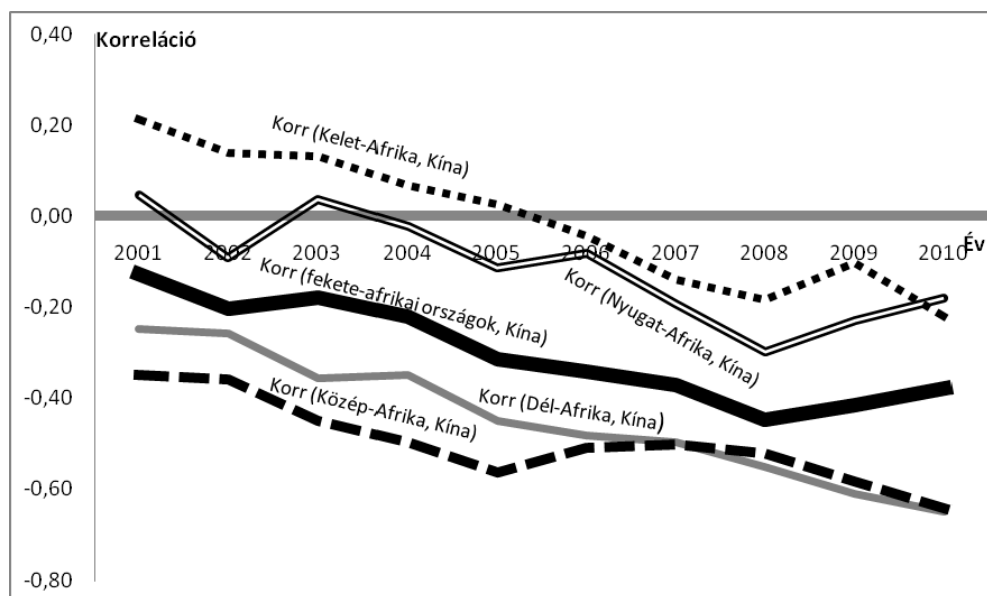 0,40
Korreláció
0,20
Korr (Kelet-Afrika, Kína)
0,00
2001 2002 2003 2004 2005 2006 2007 2008 2009 2010
Év
Korr (fekete-afrikai országok, Kína)
Korr (Nyugat-Afrika, Kína)
-0,20
Korr (Közép-Afrika, Kína)
Korr (Dél-Afrika, Kína)
-0,40
-0,60
-0,80